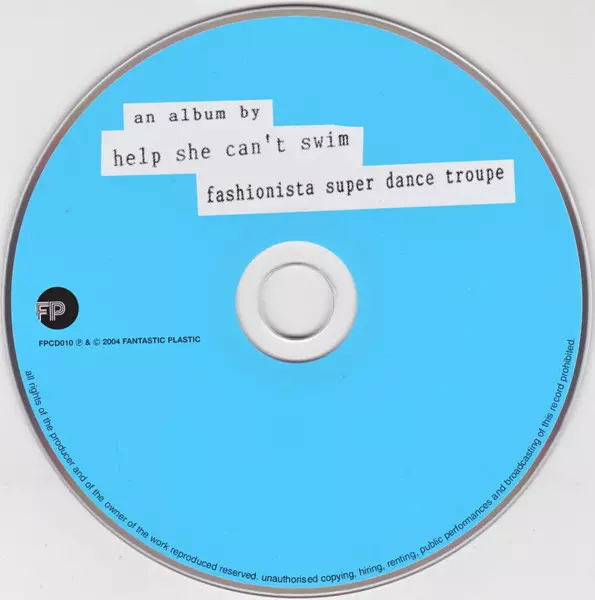 an album by
help she can't swim
fashionista super dance troupe
FP
FPCD010 ℗ & © 2004 FANTASTIC PLASTIC
all rights of the producer and of the owner of the work reproduced reserved. unauthorised copying, hiring, renting, public performances and broadcasting of this record prohibited.